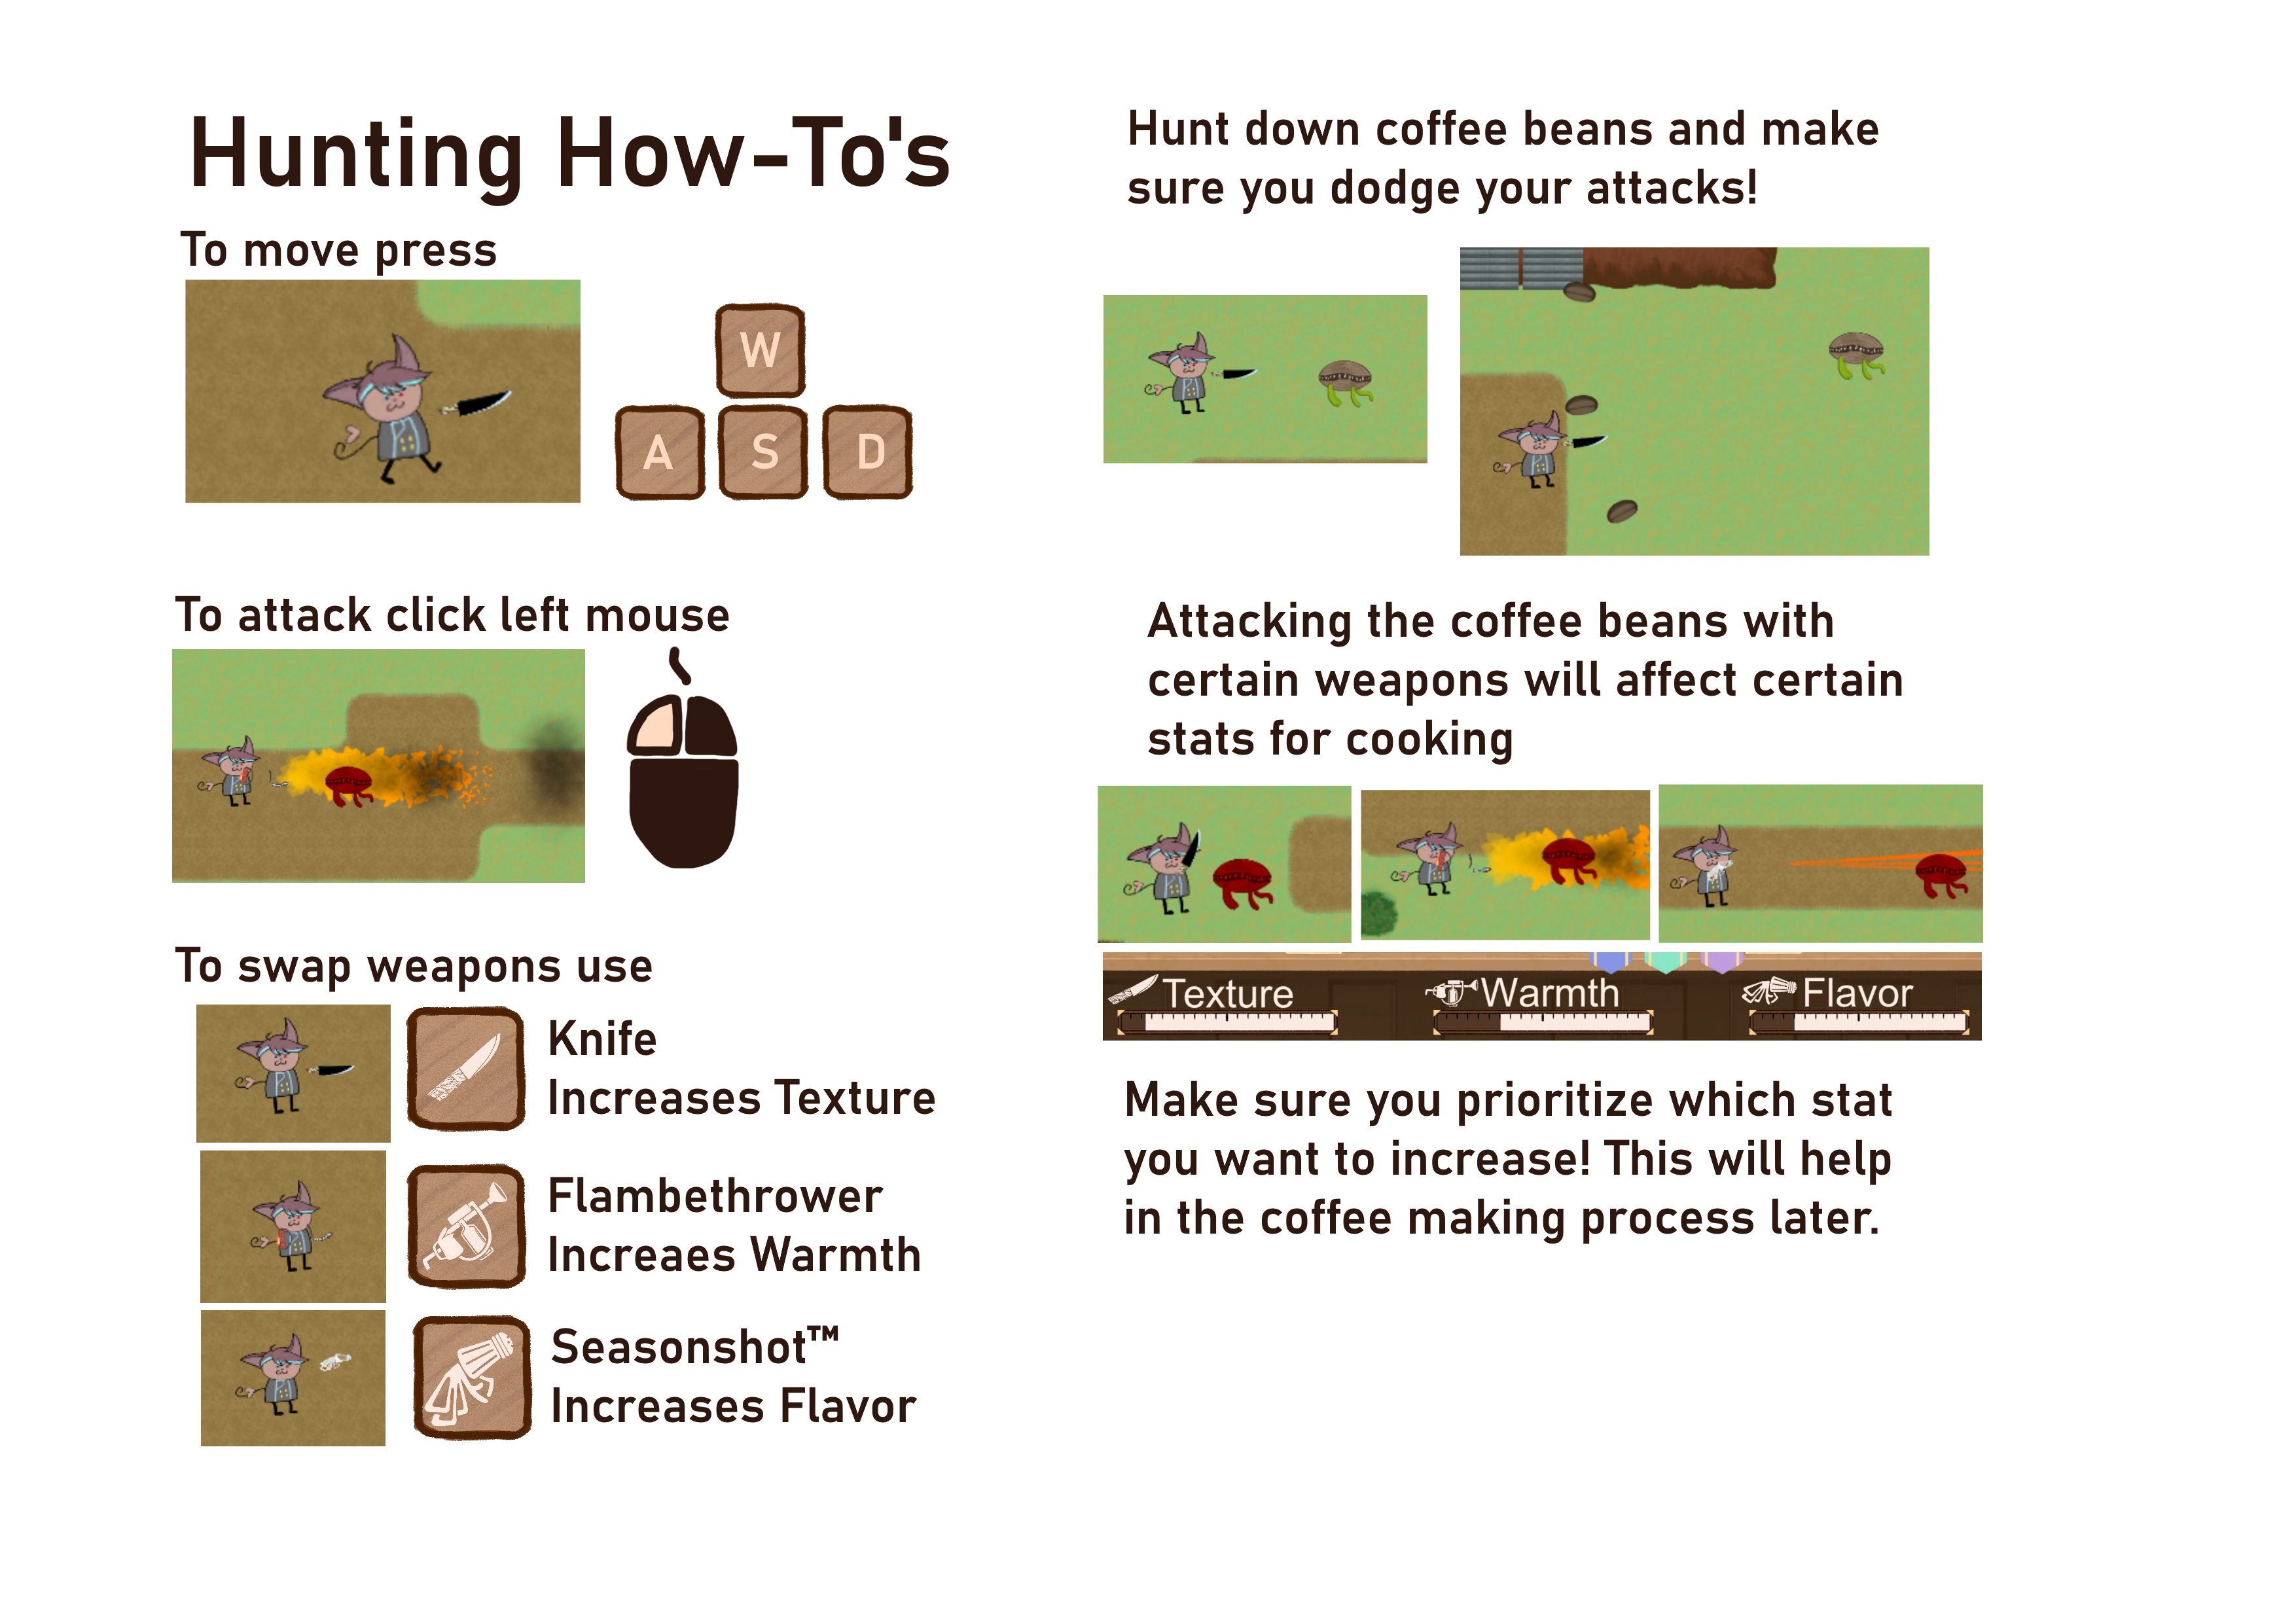 Hunting How-To's
To move press
W
A S D
To attack click left mouse
To swap weapons use
Knife
Increases Texture
Flambethrower
Increaes Warmth
Seasonshot™
Increases Flavor
Hunt down coffee beans and make
sure you dodge your attacks!
Attacking the coffee beans with
certain weapons will affect certain
stats for cooking
Texture Warmth Flavor
Make sure you prioritize which stat
you want to increase! This will help
in the coffee making process later.